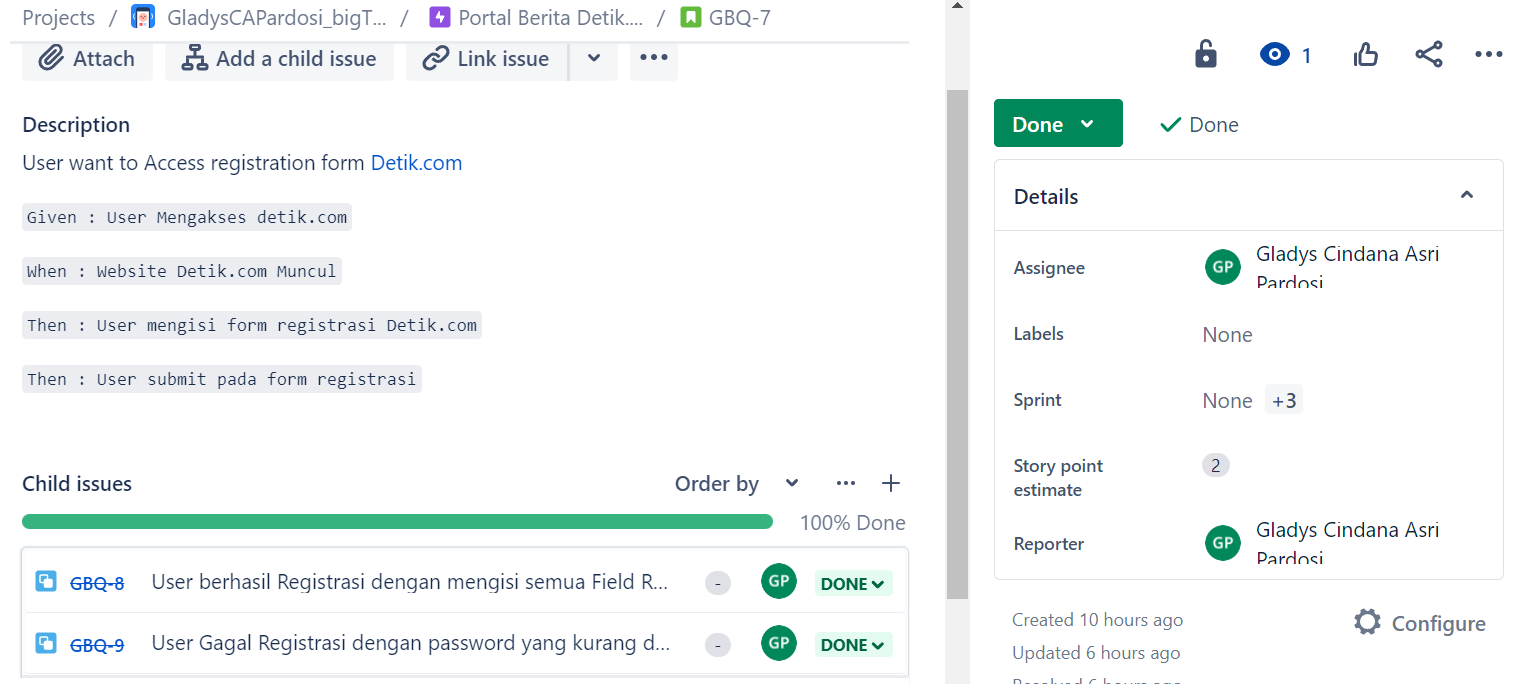 Projects / GladysCAPardosi_bigT... / Portal Berita Detik.... / GBQ-7
Attach Add a child issue Link issue
Description
User want to Access registration form Detik.com
Given : User Mengakses detik.com
When : Website Detik.com Muncul
Then : User mengisi form registrasi Detik.com
Then : User submit pada form registrasi
Child issues Order by
100% Done
GBQ-8 User berhasil Registrasi dengan mengisi semua Field R... - GP DONE
GBQ-9 User Gagal Registrasi dengan password yang kurang d... - GP DONE
1
Done Done
Details
Assignee GP Gladys Cindana Asri
Pardosi
Labels None
Sprint None +3
Story point
estimate 2
Reporter GP Gladys Cindana Asri
Pardosi
Created 10 hours ago Configure
Updated 6 hours ago
Resolved 6 hours ago